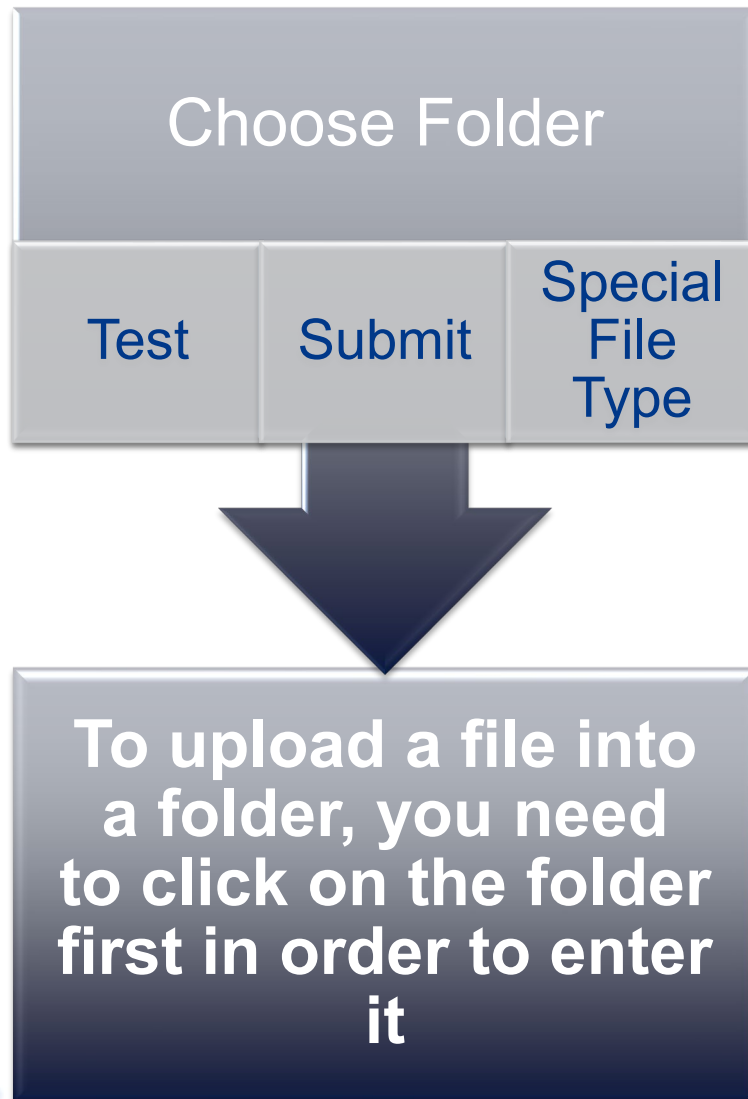 Choose Folder
Test
Submit
Special
File
Type
To upload a file into
a folder, you need
to click on the folder
first in order to enter
it